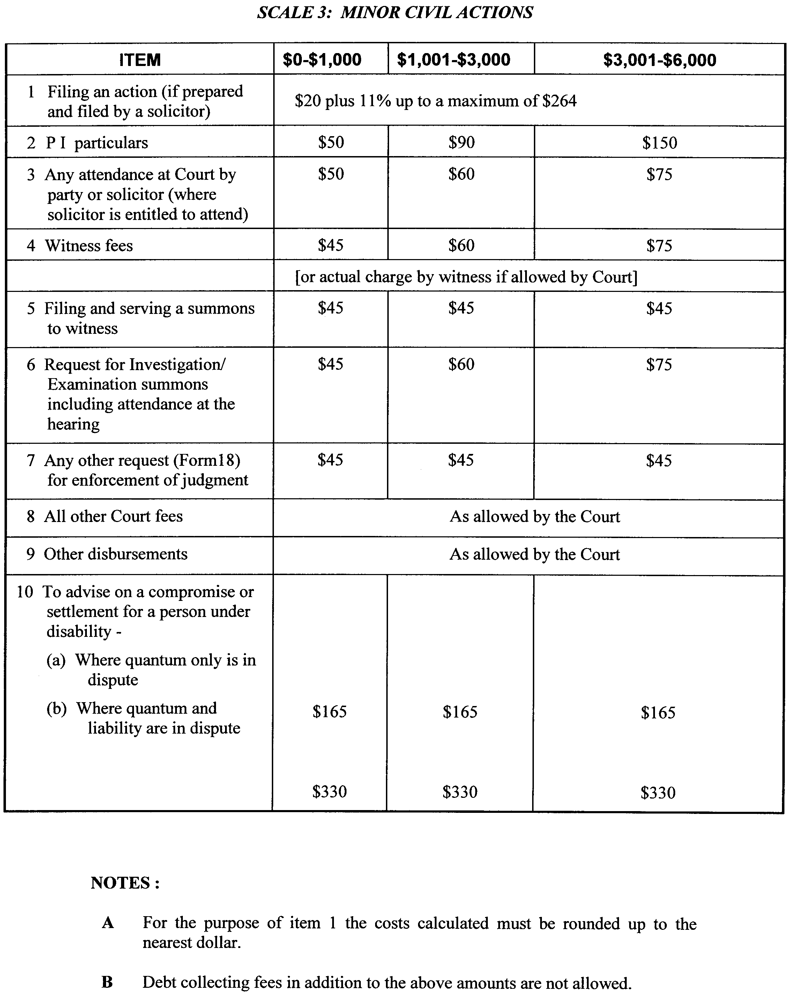 SCALE 3: MINOR CIVIL ACTIONS
ITEM $0-$1,000 $1,001-$3,000 $3,001-$6,000
1 Filing an action (if prepared
and filed by a solicitor)
$20 plus 11% up to a maximum of $264
2 P I particulars $50 $90 $150
3 Any attendance at Court by $50 $60 $75
party or solicitor (where
solicitor is entitled to attend)
4 Witness fees $45 $60 $75
[or actual charge by witness if allowed by Court]
5 Filing and serving a summons $45 $45 $45
to witness
6 Request for Investigation/ $45 $60 $75
Examination summons
including attendance at the
hearing
7 Any other request (Form18) $45 $45 $45
for enforcement of judgment
8 All other Court fees As allowed by the Court
9 Other disbursements As allowed by the Court
10 To advise on a compromise or
settlement for a person under
disability -
(a) Where quantum only is in
dispute
(b) Where quantum and $165 $165 $165
liability are in dispute
$330 $330 $330
NOTES :
A For the purpose of item 1 the costs calculated must be rounded up to the
nearest dollar.
B Debt collecting fees in addition to the above amounts are not allowed.